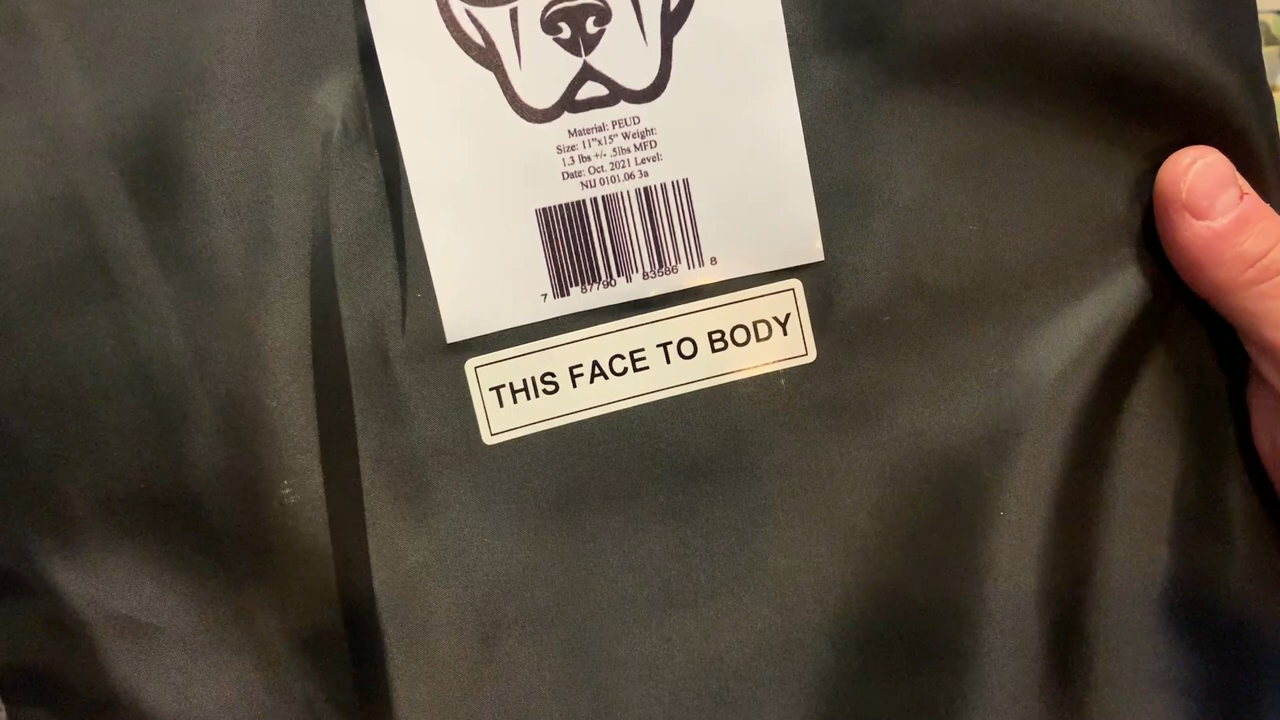 Material: PEUD
Size: 11"x15" Weight:
1.3 lbs +/- .5lbs MFD
Date: Oct. 2021 Level:
NIJ 0101.06 3a
7 87790 83586 8
THIS FACE TO BODY